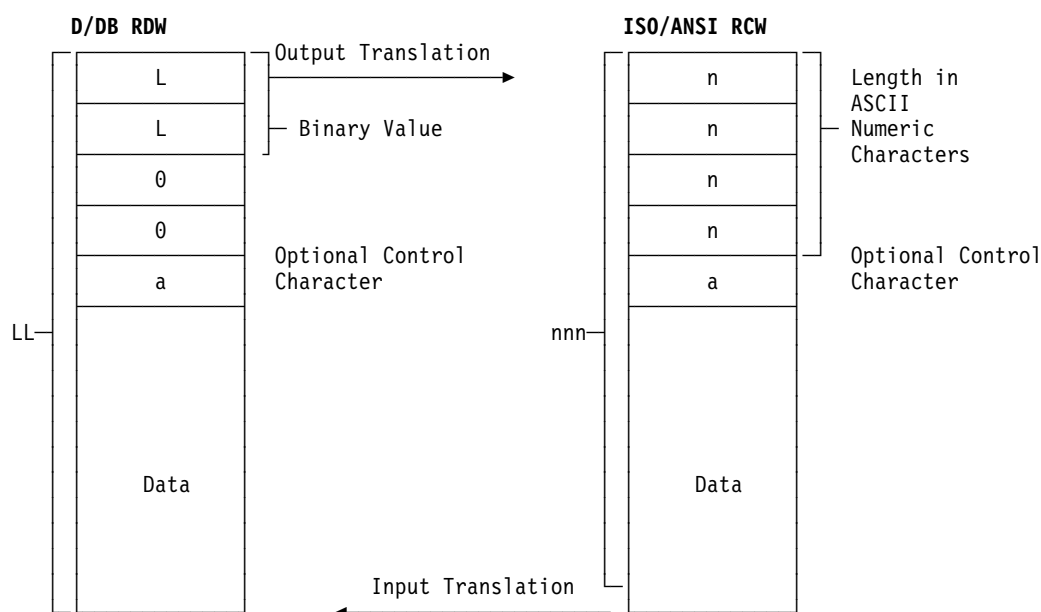 D/DB RDW
ISO/ANSI RCW
Output Translation
L
L
Binary Value
0
0
a
Optional Control
Character
LL
Data
n
n
n
n
Length in
ASCII
Numeric
Characters
a
Optional Control
Character
nnn
Data
Input Translation